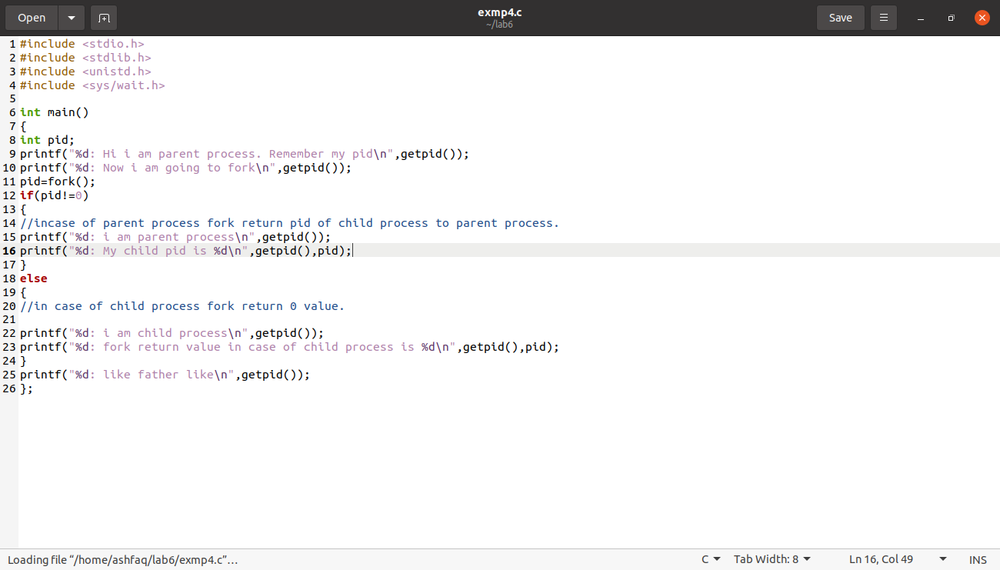 Open
exmp4.c
~/lab6
Save
1 #include <stdio.h>
2 #include <stdlib.h>
3 #include <unistd.h>
4 #include <sys/wait.h>
5
6 int main()
7 {
8 int pid;
9 printf("%d: Hi i am parent process. Remember my pid\n",getpid());
10 printf("%d: Now i am going to fork\n",getpid());
11 pid=fork();
12 if(pid!=0)
13 {
14 //incase of parent process fork return pid of child process to parent process.
15 printf("%d: i am parent process\n",getpid());
16 printf("%d: My child pid is %d\n",getpid(),pid);
17 }
18 else
19 {
20 //in case of child process fork return 0 value.
21
22 printf("%d: i am child process\n",getpid());
23 printf("%d: fork return value in case of child process is %d\n",getpid(),pid);
24 }
25 printf("%d: like father like\n",getpid());
26 };
Loading file “/home/ashfaq/lab6/exmp4.c”… C Tab Width: 8 Ln 16, Col 49 INS